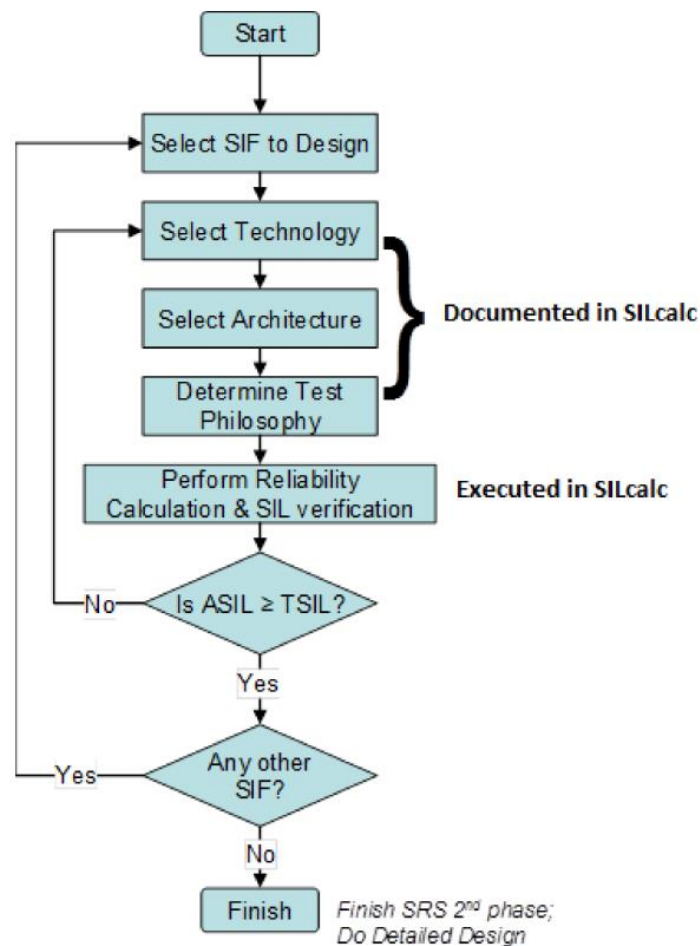 Start
Select SIF to Design
Select Technology
Select Architecture
Documented in SILcalc
Determine Test
Philosophy
Perform Reliability
Calculation & SIL verification
Executed in SILcalc
Is ASIL ≥ TSIL?
No
Yes
Any other
SIF?
Yes
No
Finish
Finish SRS 2nd phase;
Do Detailed Design